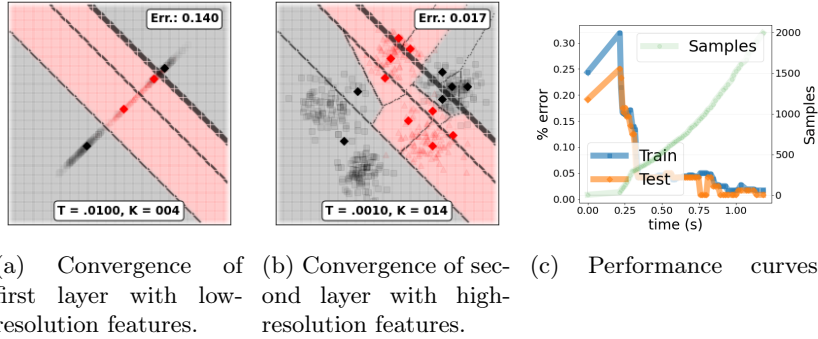 Err.: 0.140
T = .0100, K = 004
Err.: 0.017
T = .0010, K = 014
% error
0.30
0.25
0.20
0.15
0.10
0.05
0.00
Samples
Train
Test
2000
1500
1000
500
0
Samples
0.00 0.25 0.50 0.75 1.00
time (s)
(a) Convergence of
first layer with low-
resolution features.
(b) Convergence of sec-
ond layer with high-
resolution features.
(c) Performance curves